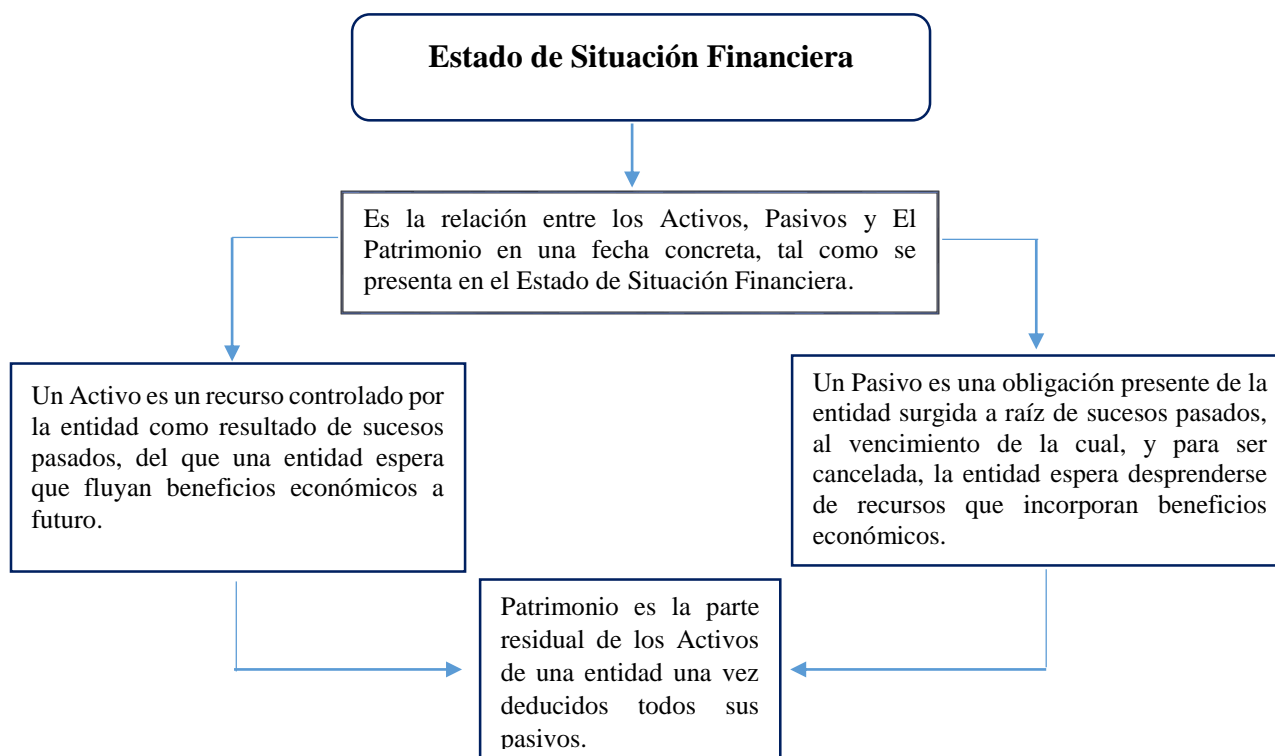 Estado de Situación Financiera
Es la relación entre los Activos, Pasivos y El
Patrimonio en una fecha concreta, tal como se
presenta en el Estado de Situación Financiera.
Un Activo es un recurso controlado por
la entidad como resultado de sucesos
pasados, del que una entidad espera
que fluyan beneficios económicos a
futuro.
Un Pasivo es una obligación presente de la
entidad surgida a raíz de sucesos pasados,
al vencimiento de la cual, y para ser
cancelada, la entidad espera desprenderse
de recursos que incorporan beneficios
económicos.
Patrimonio es la parte
residual de los Activos
de una entidad una vez
deducidos todos sus
pasivos.